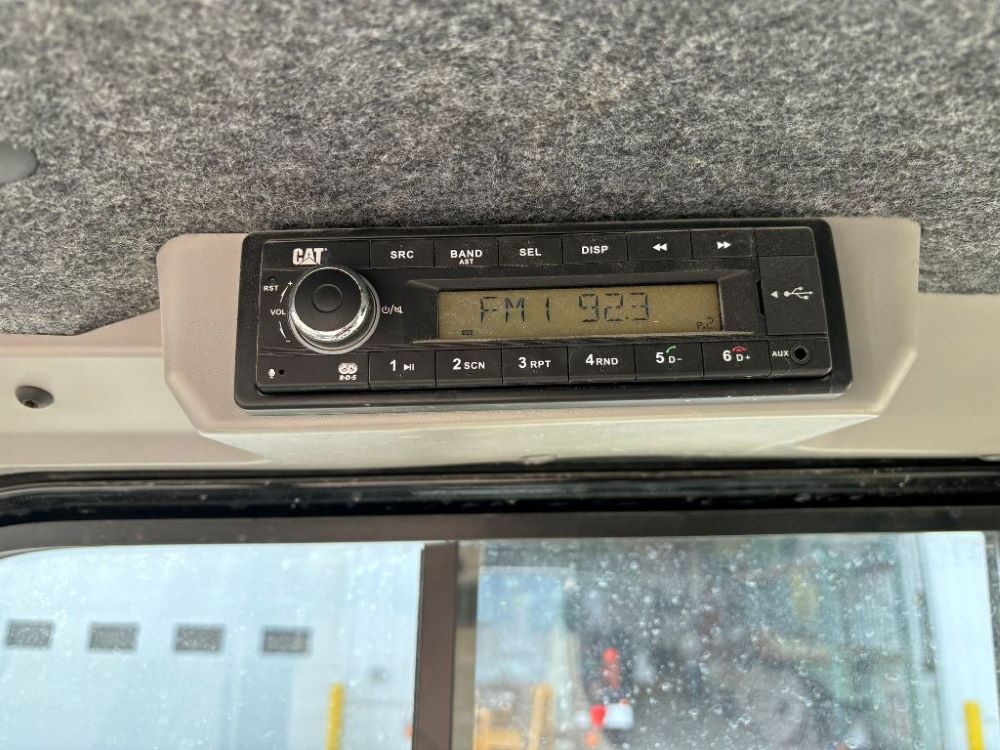 CAT
SRC
BAND
AST
SEL
DISP
RST
VOL
+
-
FM1 92.3
P.2
R·D·S
1
2 SCN
3 RPT
4 RND
5 D-
6 D+
AUX